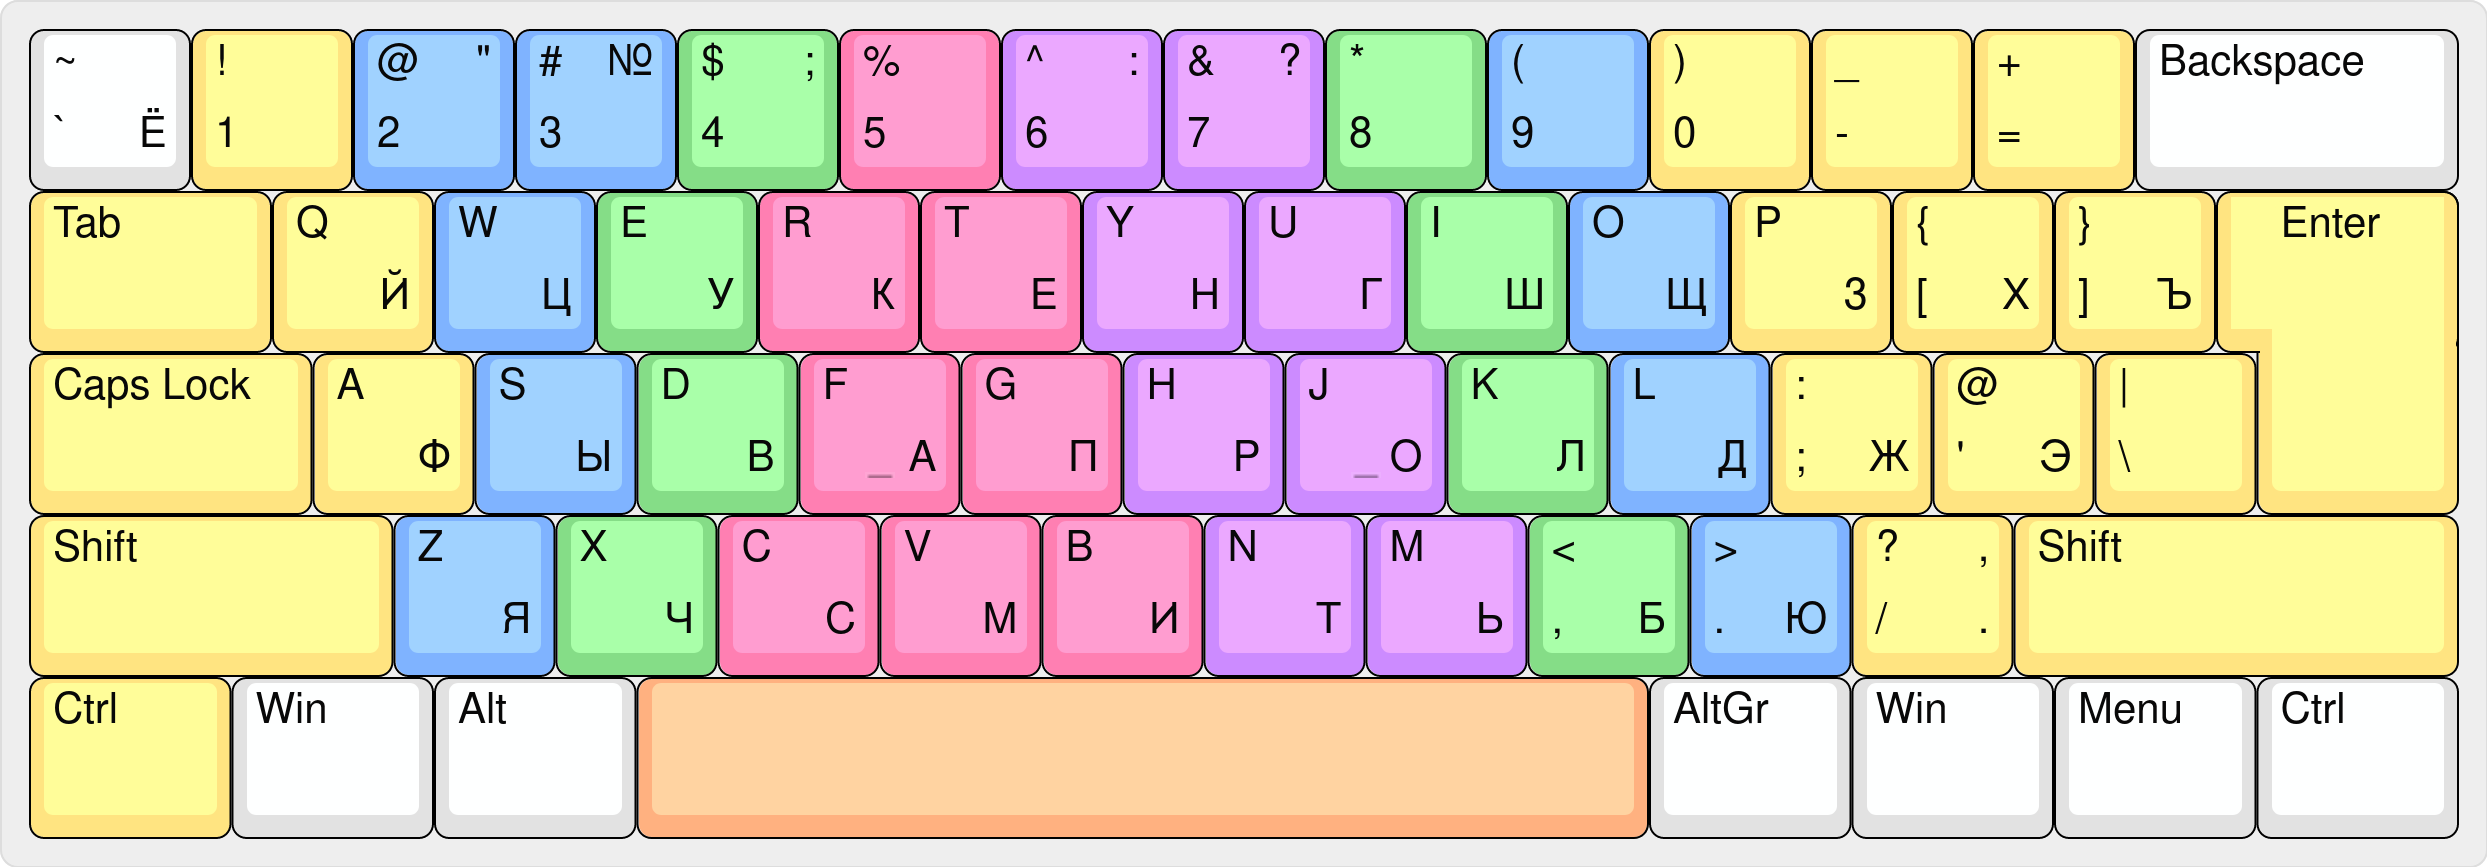 ~ ! @ " # № $ ; % ^ : & ? * ( ) _ + Backspace
` Ё 1 2 3 4 5 6 7 8 9 0 - =
Tab Q W E R T Y U I O P { } Enter
Й Ц У К Е Н Г Ш Щ З [ Х ] Ъ
Caps Lock A S D F G H J K L : @ |
Ф Ы В _ А П Р _ О Л Д ; Ж ' Э \
Shift Z X C V B N M < > ? , Shift
Я Ч С М И Т Ь , Б . Ю / .
Ctrl Win Alt AltGr Win Menu Ctrl